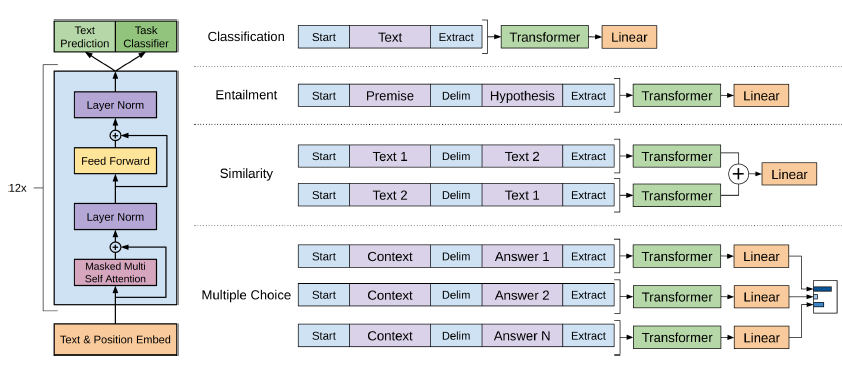 Text
Prediction
Task
Classifier
Layer Norm
Feed Forward
12x
Layer Norm
Masked Multi
Self Attention
Text & Position Embed
Classification
Start Text Extract Transformer Linear
Entailment
Start Premise Delim Hypothesis Extract Transformer Linear
Similarity
Start Text 1 Delim Text 2 Extract Transformer
Start Text 2 Delim Text 1 Extract Transformer
Linear
Multiple Choice
Start Context Delim Answer 1 Extract Transformer Linear
Start Context Delim Answer 2 Extract Transformer Linear
Start Context Delim Answer N Extract Transformer Linear